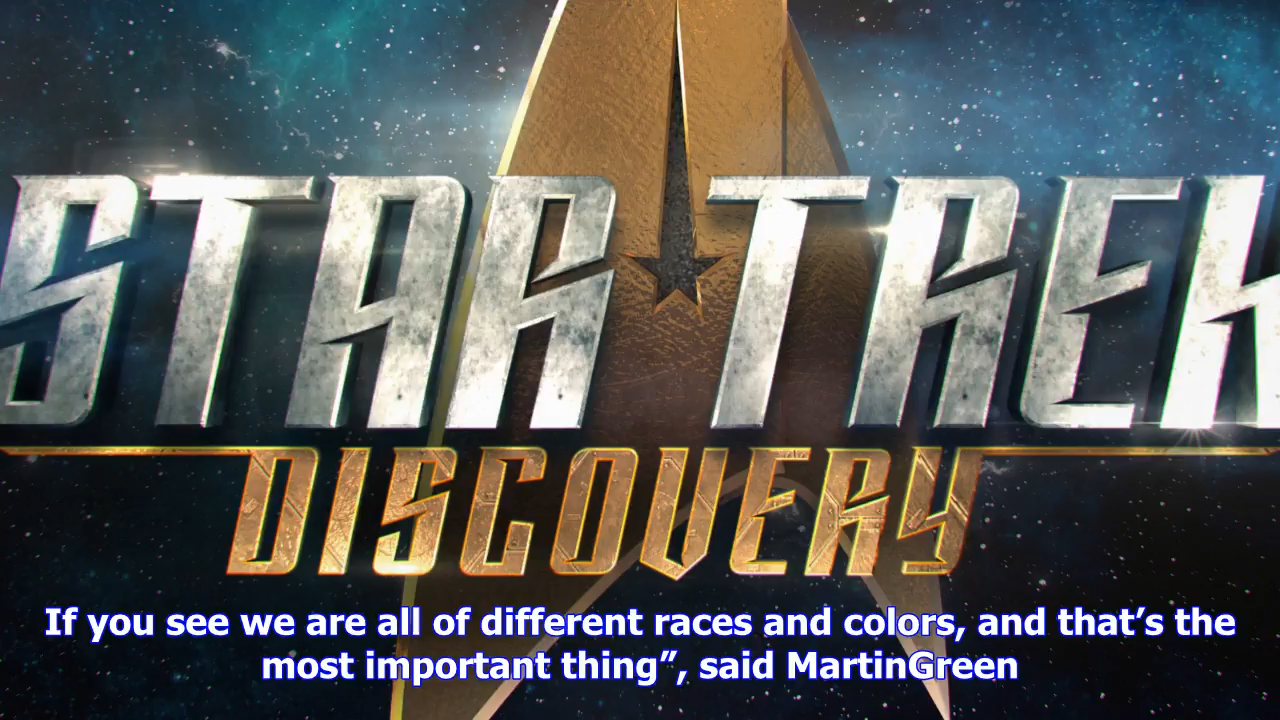 STAR TREK
DISCOVERY
If you see we are all of different races and colors, and that’s the
most important thing”, said MartinGreen